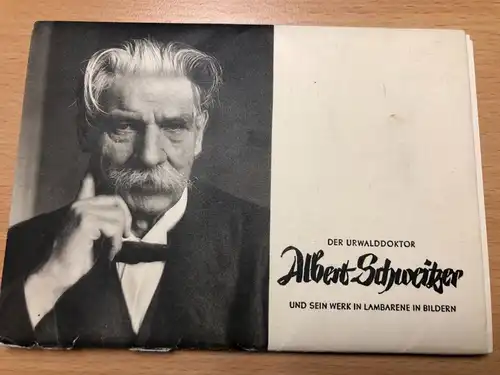 DER URWALDDOKTOR
Albert-Schweitzer
UND SEIN WERK IN LAMBARENE IN BILDERN